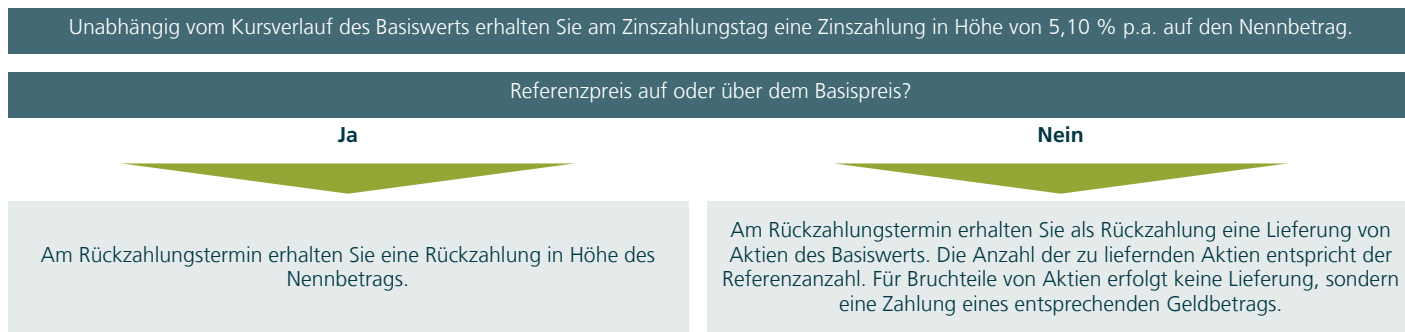 Unabhängig vom Kursverlauf des Basiswerts erhalten Sie am Zinszahlungstag eine Zinszahlung in Höhe von 5,10 % p.a. auf den Nennbetrag.
Referenzpreis auf oder über dem Basispreis?
Ja
Nein
Am Rückzahlungstermin erhalten Sie eine Rückzahlung in Höhe des
Nennbetrags.
Am Rückzahlungstermin erhalten Sie als Rückzahlung eine Lieferung von
Aktien des Basiswerts. Die Anzahl der zu liefernden Aktien entspricht der
Referenzanzahl. Für Bruchteile von Aktien erfolgt keine Lieferung, sondern
eine Zahlung eines entsprechenden Geldbetrags.